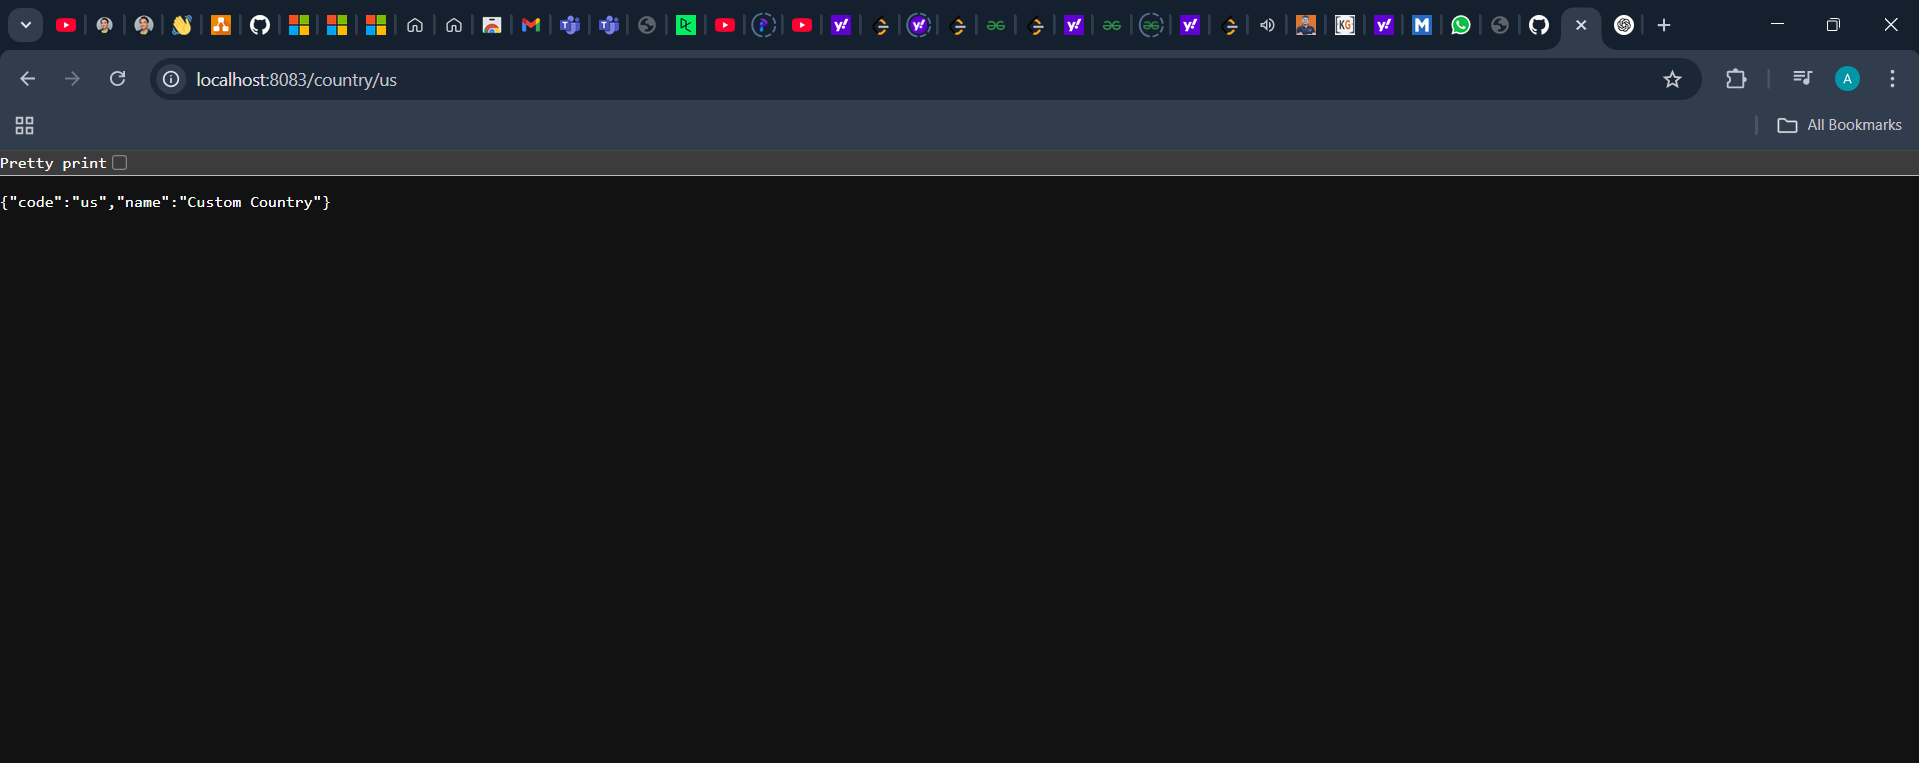 localhost:8083/country/us
A
All Bookmarks
Pretty print
{"code":"us","name":"Custom Country"}